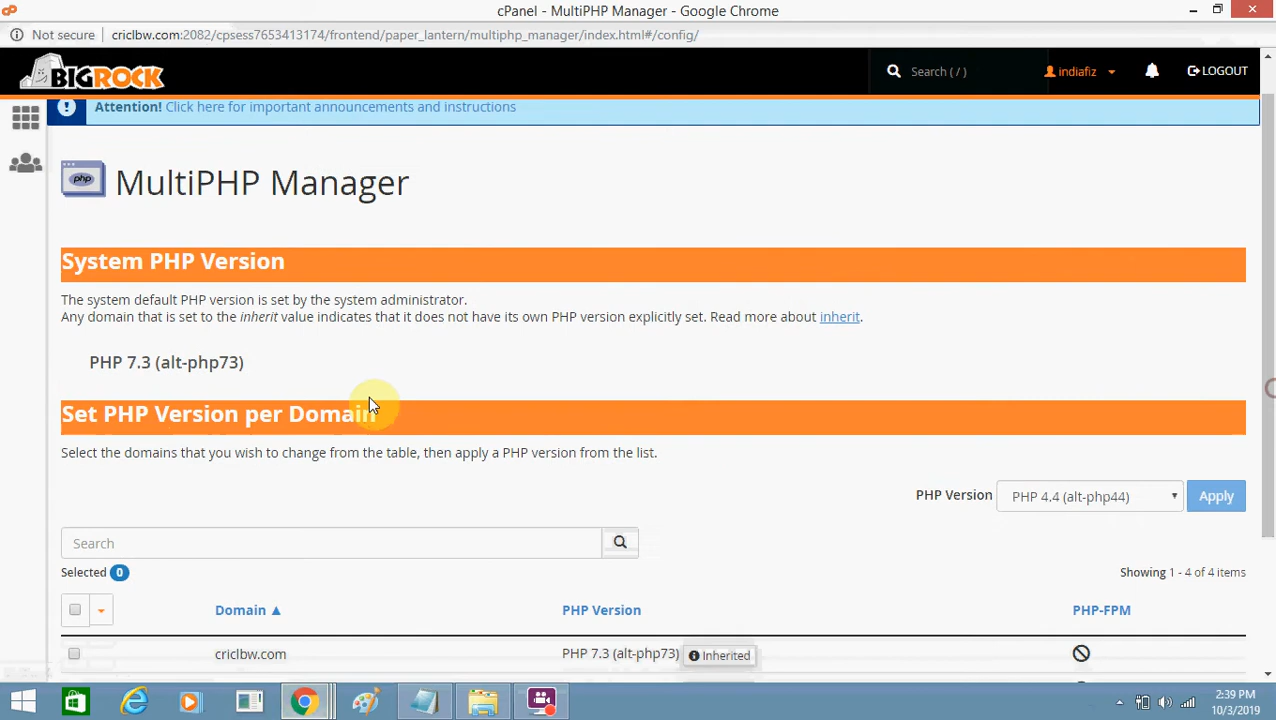 cPanel - MultiPHP Manager - Google Chrome
Not secure criclbw.com:2082/cpsess7653413174/frontend/paper_lantern/multiphp_manager/index.html#/config/
BIGROCK
Search ( / )
indiafiz
LOGOUT
Attention! Click here for important announcements and instructions
php
MultiPHP Manager
System PHP Version
The system default PHP version is set by the system administrator.
Any domain that is set to the inherit value indicates that it does not have its own PHP version explicitly set. Read more about inherit.
PHP 7.3 (alt-php73)
Set PHP Version per Domain
Select the domains that you wish to change from the table, then apply a PHP version from the list.
PHP Version PHP 4.4 (alt-php44) Apply
Search
Selected 0 Showing 1 - 4 of 4 items
Domain PHP Version PHP-FPM
criclbw.com PHP 7.3 (alt-php73) Inherited
2:39 PM
10/3/2019